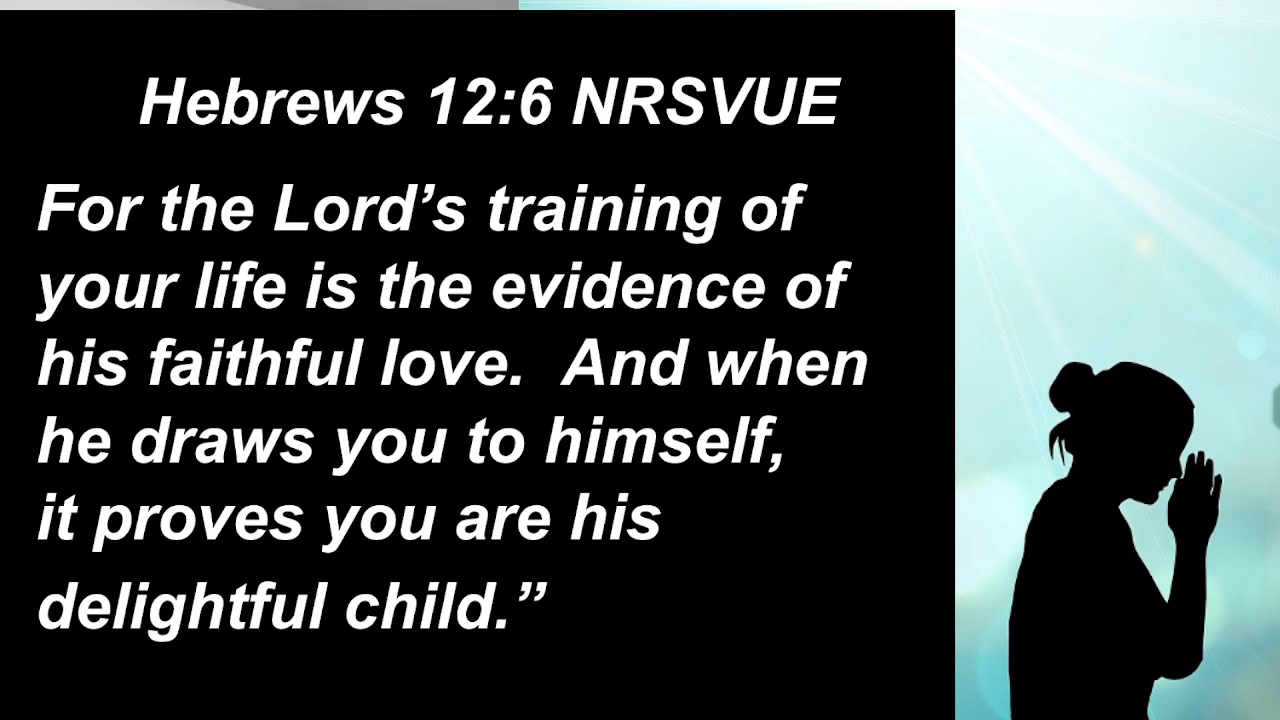 Hebrews 12:6 NRSVUE
For the Lord’s training of
your life is the evidence of
his faithful love.  And when
he draws you to himself,
it proves you are his
delightful child.”